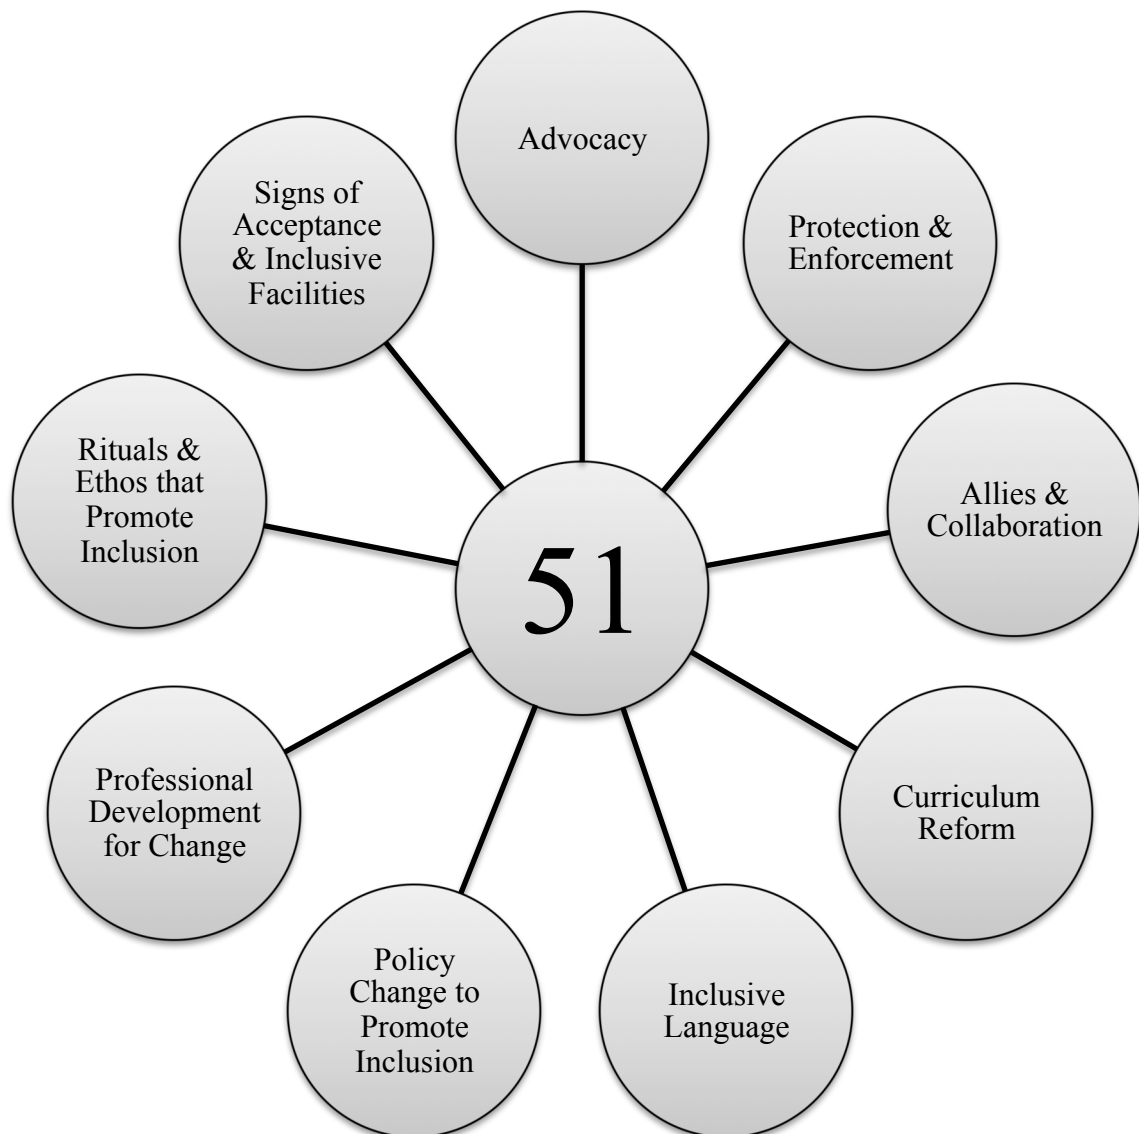 Advocacy
Protection &
Enforcement
Allies &
Collaboration
Curriculum
Reform
Inclusive
Language
Policy
Change to
Promote
Inclusion
Professional
Development
for Change
Rituals &
Ethos that
Promote
Inclusion
Signs of
Acceptance
& Inclusive
Facilities
51